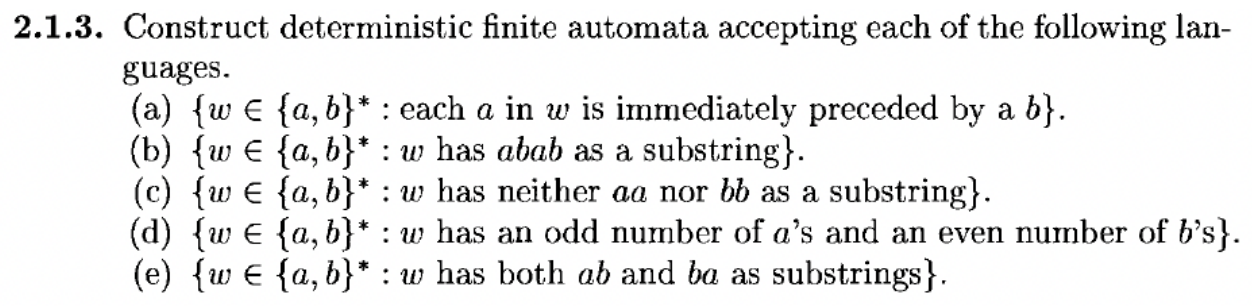 2.1.3. Construct deterministic finite automata accepting each of the following lan-
guages.
(a) {w ∈ {a, b}* : each a in w is immediately preceded by a b}.
(b) {w ∈ {a, b}* : w has abab as a substring}.
(c) {w ∈ {a, b}* : w has neither aa nor bb as a substring}.
(d) {w ∈ {a, b}* : w has an odd number of a's and an even number of b's}.
(e) {w ∈ {a, b}* : w has both ab and ba as substrings}.